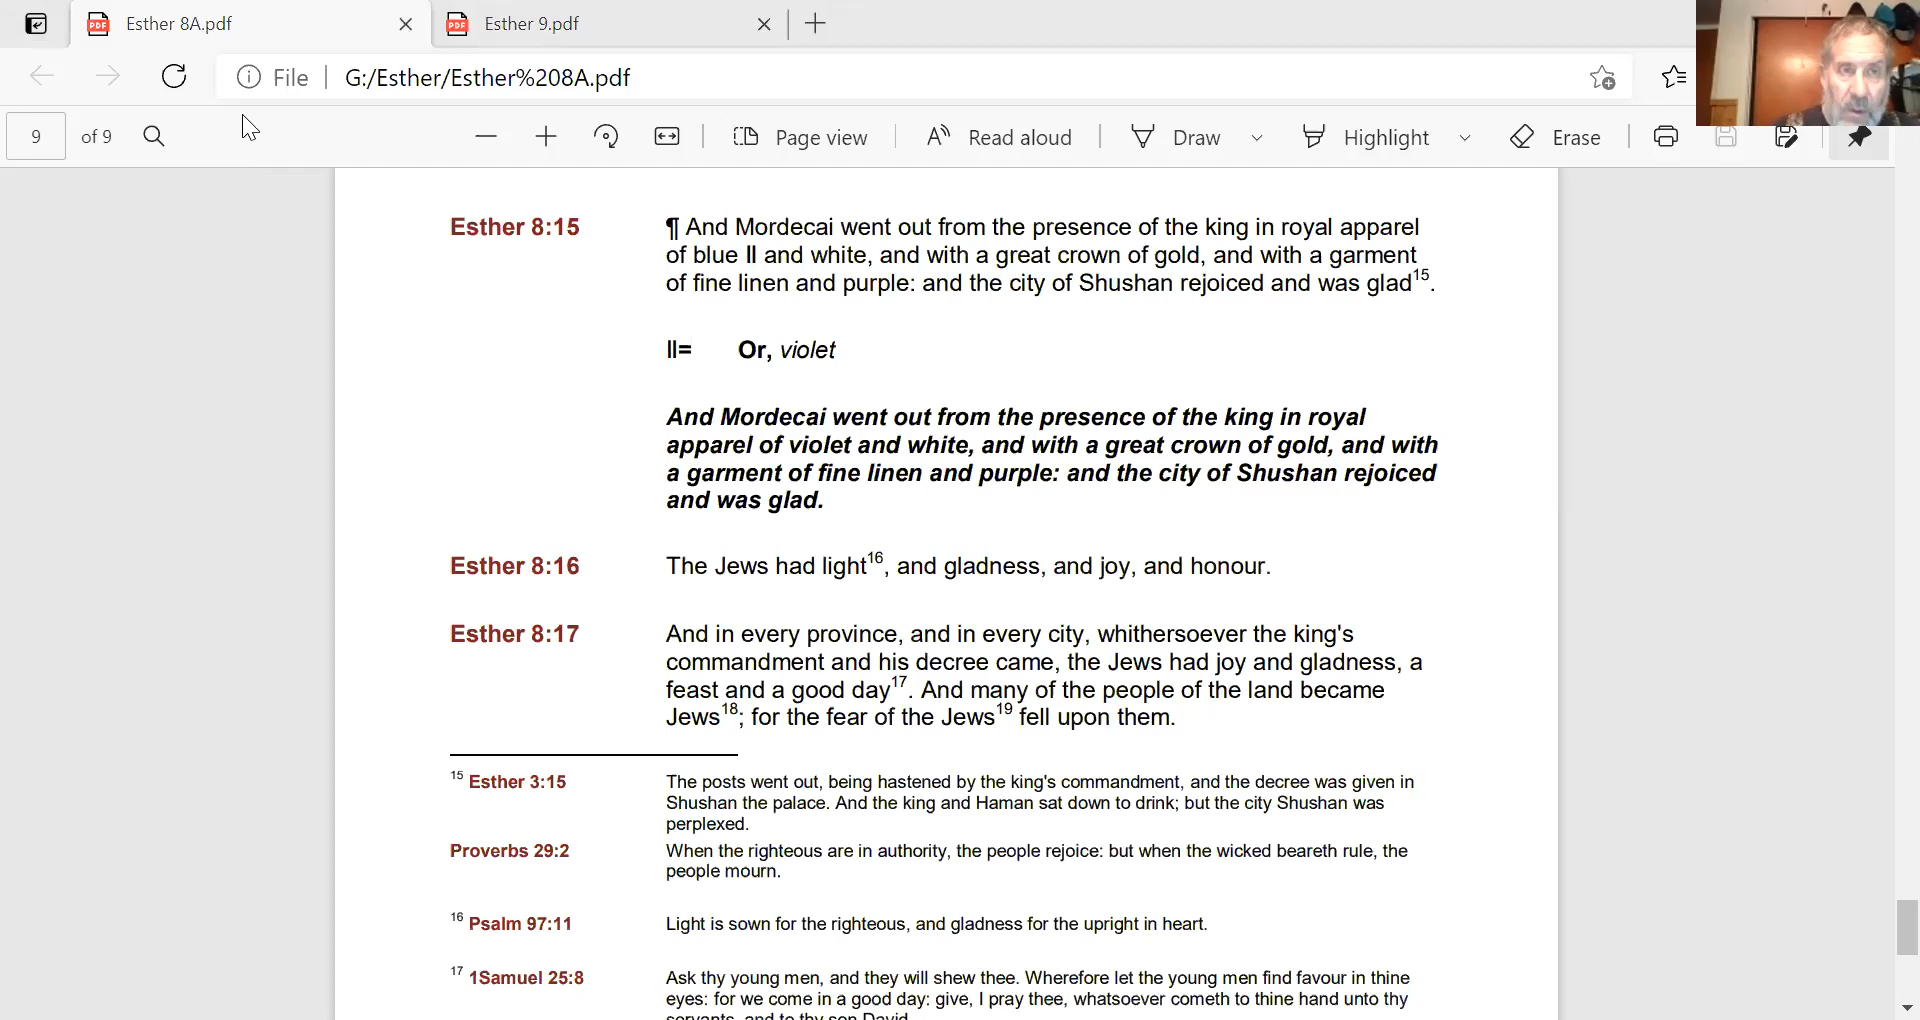 Esther 8A.pdf
Esther 9.pdf
File
G:/Esther/Esther%208A.pdf
9 of 9
Page view
Read aloud
Draw
Highlight
Erase
Esther 8:15 ¶ And Mordecai went out from the presence of the king in royal apparel
of blue || and white, and with a great crown of gold, and with a garment
of fine linen and purple: and the city of Shushan rejoiced and was glad15.
||= Or, violet
And Mordecai went out from the presence of the king in royal
apparel of violet and white, and with a great crown of gold, and with
a garment of fine linen and purple: and the city of Shushan rejoiced
and was glad.
Esther 8:16 The Jews had light16, and gladness, and joy, and honour.
Esther 8:17 And in every province, and in every city, whithersoever the king's
commandment and his decree came, the Jews had joy and gladness, a
feast and a good day17. And many of the people of the land became
Jews18; for the fear of the Jews19 fell upon them.
15 Esther 3:15 The posts went out, being hastened by the king's commandment, and the decree was given in
Shushan the palace. And the king and Haman sat down to drink; but the city Shushan was
perplexed.
Proverbs 29:2 When the righteous are in authority, the people rejoice: but when the wicked beareth rule, the
people mourn.
16 Psalm 97:11 Light is sown for the righteous, and gladness for the upright in heart.
17 1Samuel 25:8 Ask thy young men, and they will shew thee. Wherefore let the young men find favour in thine
eyes: for we come in a good day: give, I pray thee, whatsoever cometh to thine hand unto thy
servants, and to thy son David